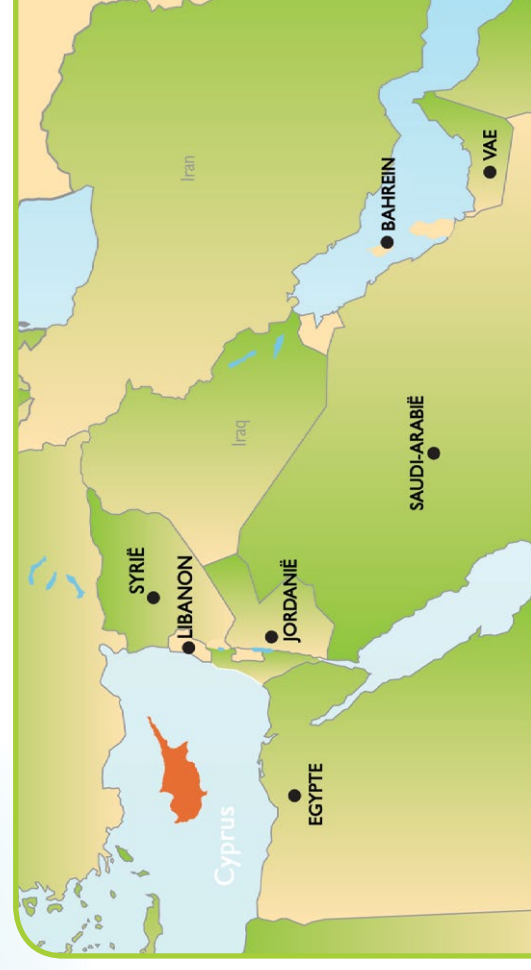 Iran
BAHREIN
VAE
Iraq
SAUDI-ARABIË
SYRIË
LIBANON
JORDANIË
Cyprus
EGYPTE